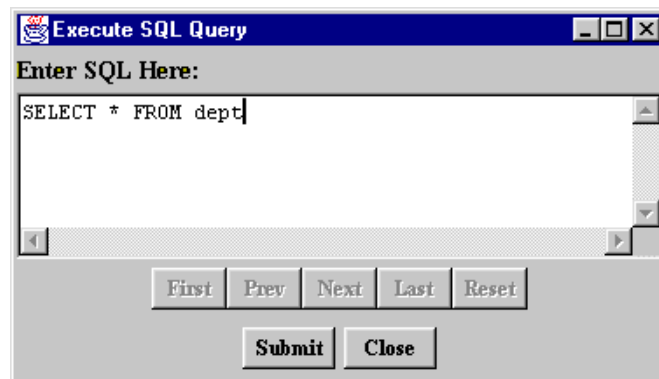 Execute SQL Query
Enter SQL Here:
SELECT * FROM dept
First Prev Next Last Reset
Submit Close